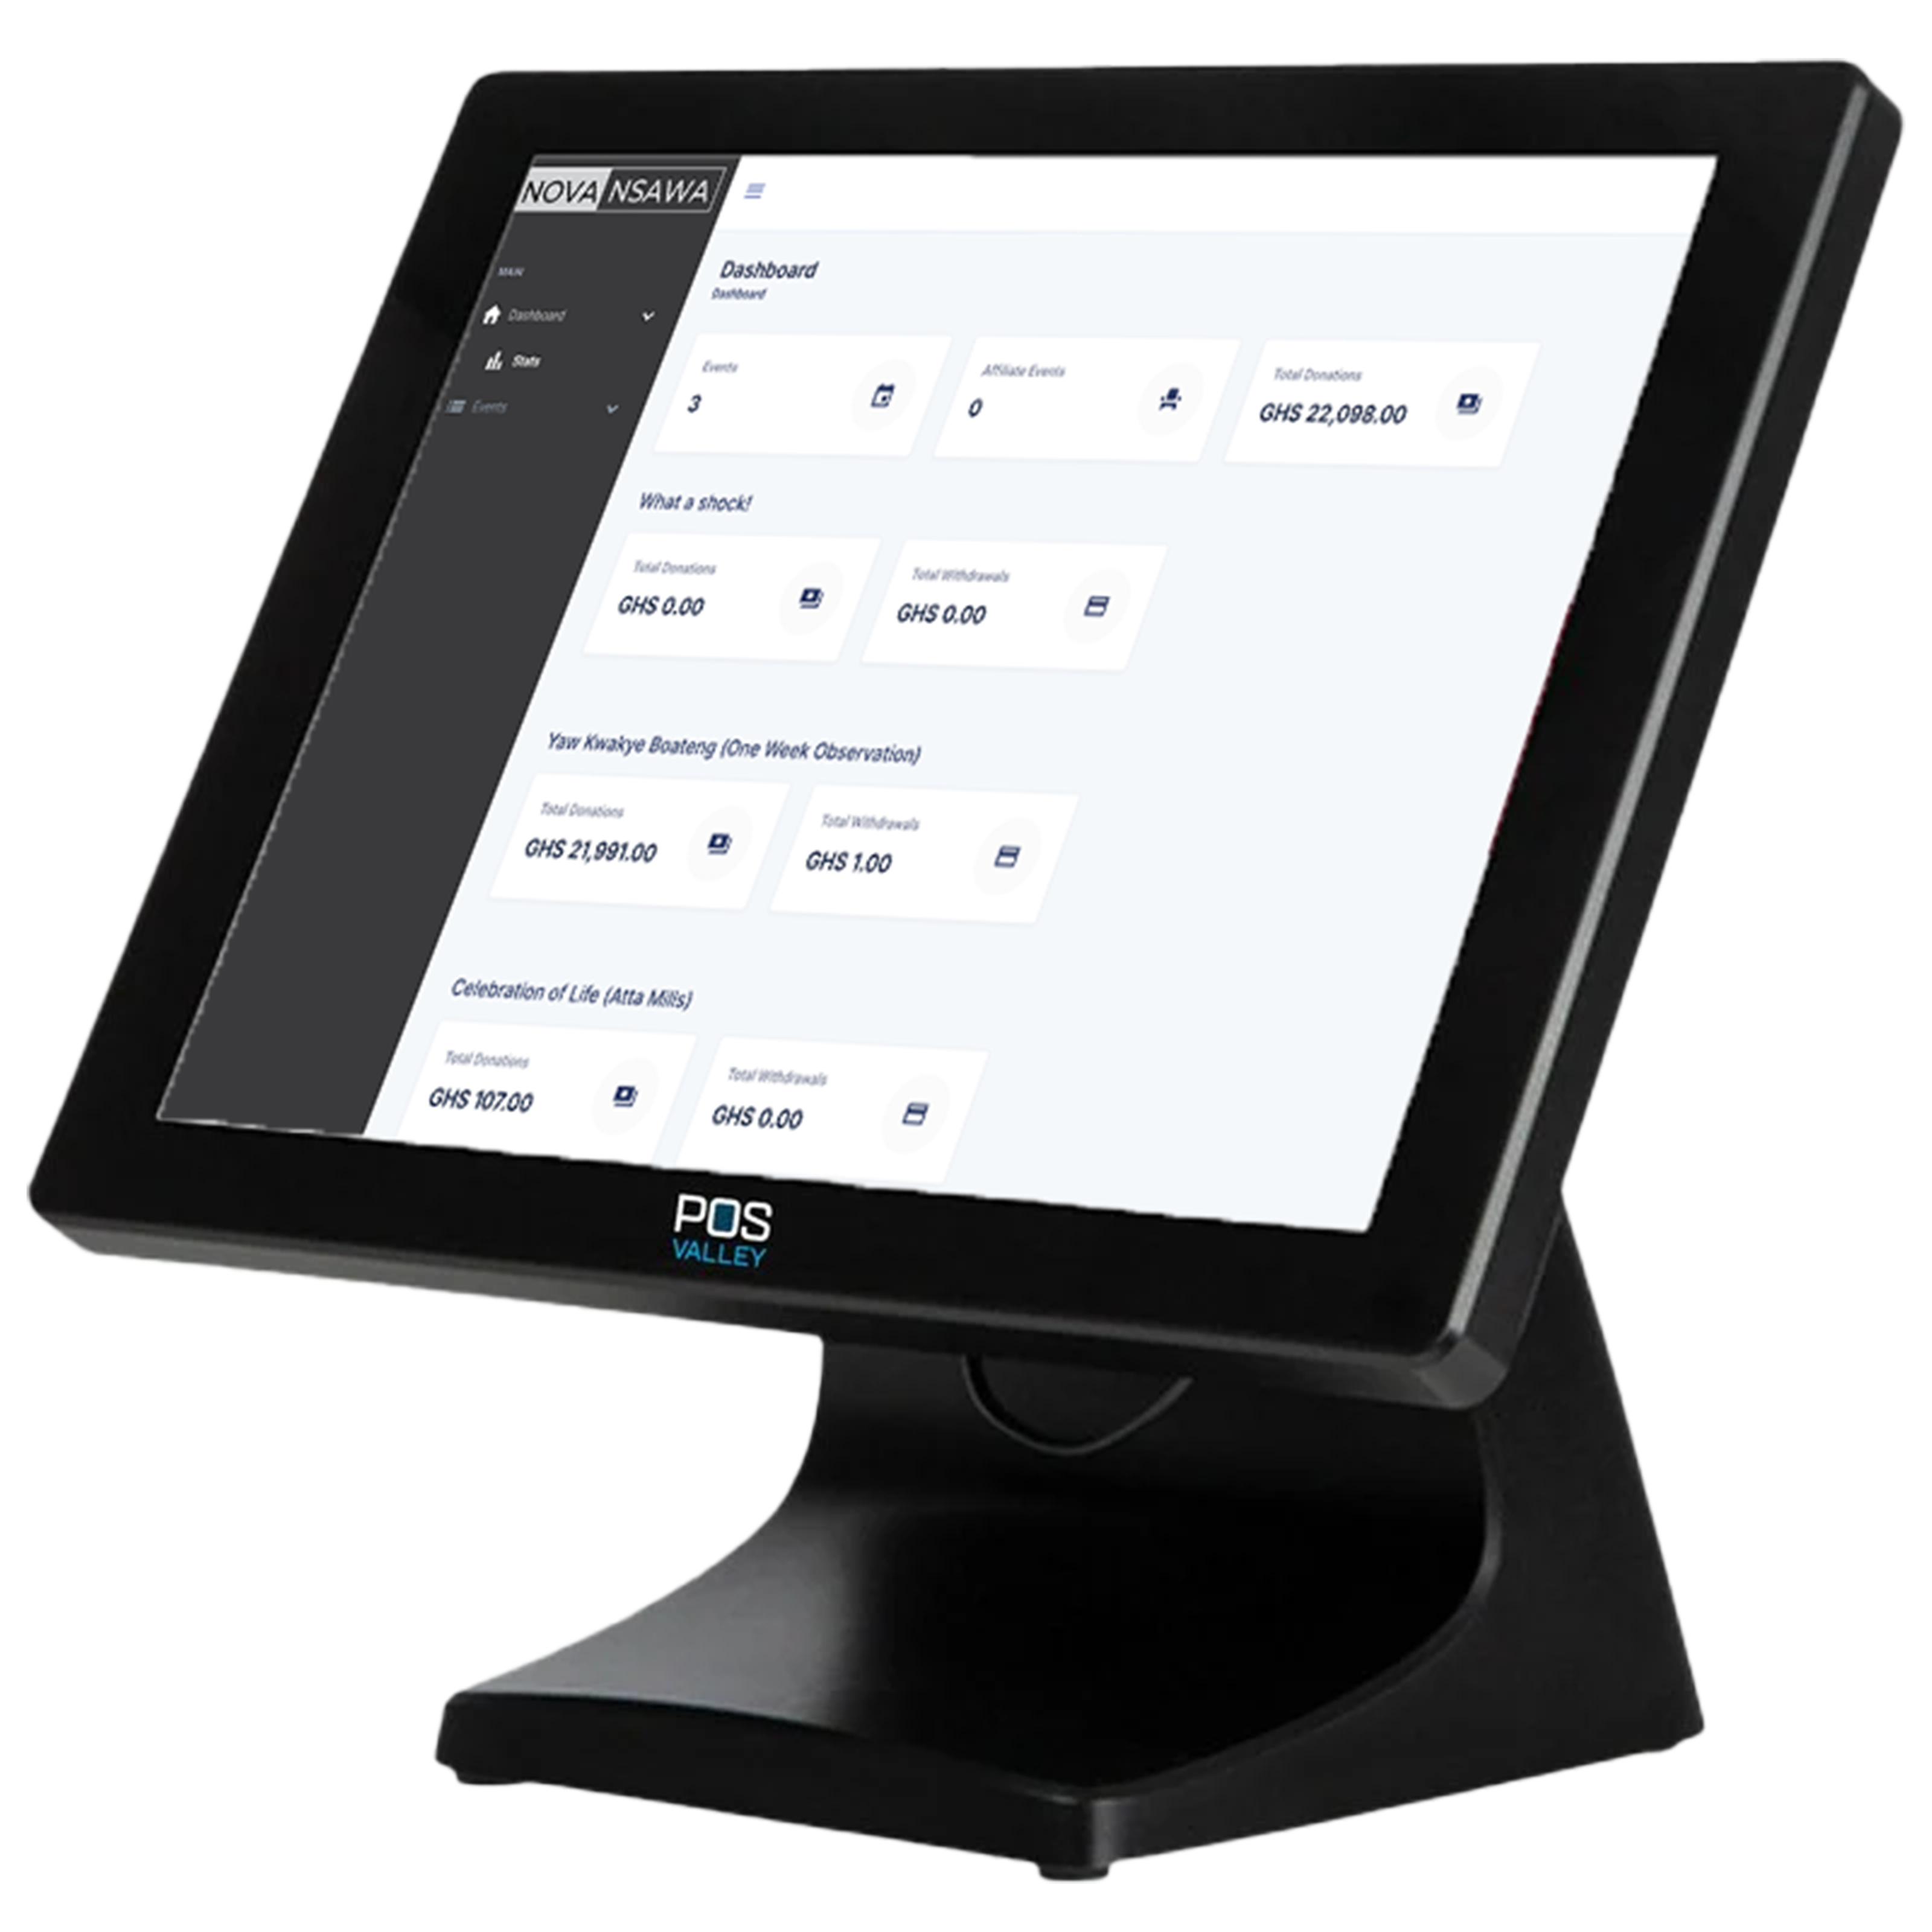 NOVA NSAWA
MAIN
Dashboard
Stats
Events
Dashboard
Dashboard
Events
3
Affiliate Events
0
Total Donations
GHS 22,098.00
What a shock!
Total Donations
GHS 0.00
Total Withdrawals
GHS 0.00
Yaw Kwakye Boateng (One Week Observation)
Total Donations
GHS 21,991.00
Total Withdrawals
GHS 1.00
Celebration of Life (Atta Mills)
Total Donations
GHS 107.00
Total Withdrawals
GHS 0.00
POS
VALLEY